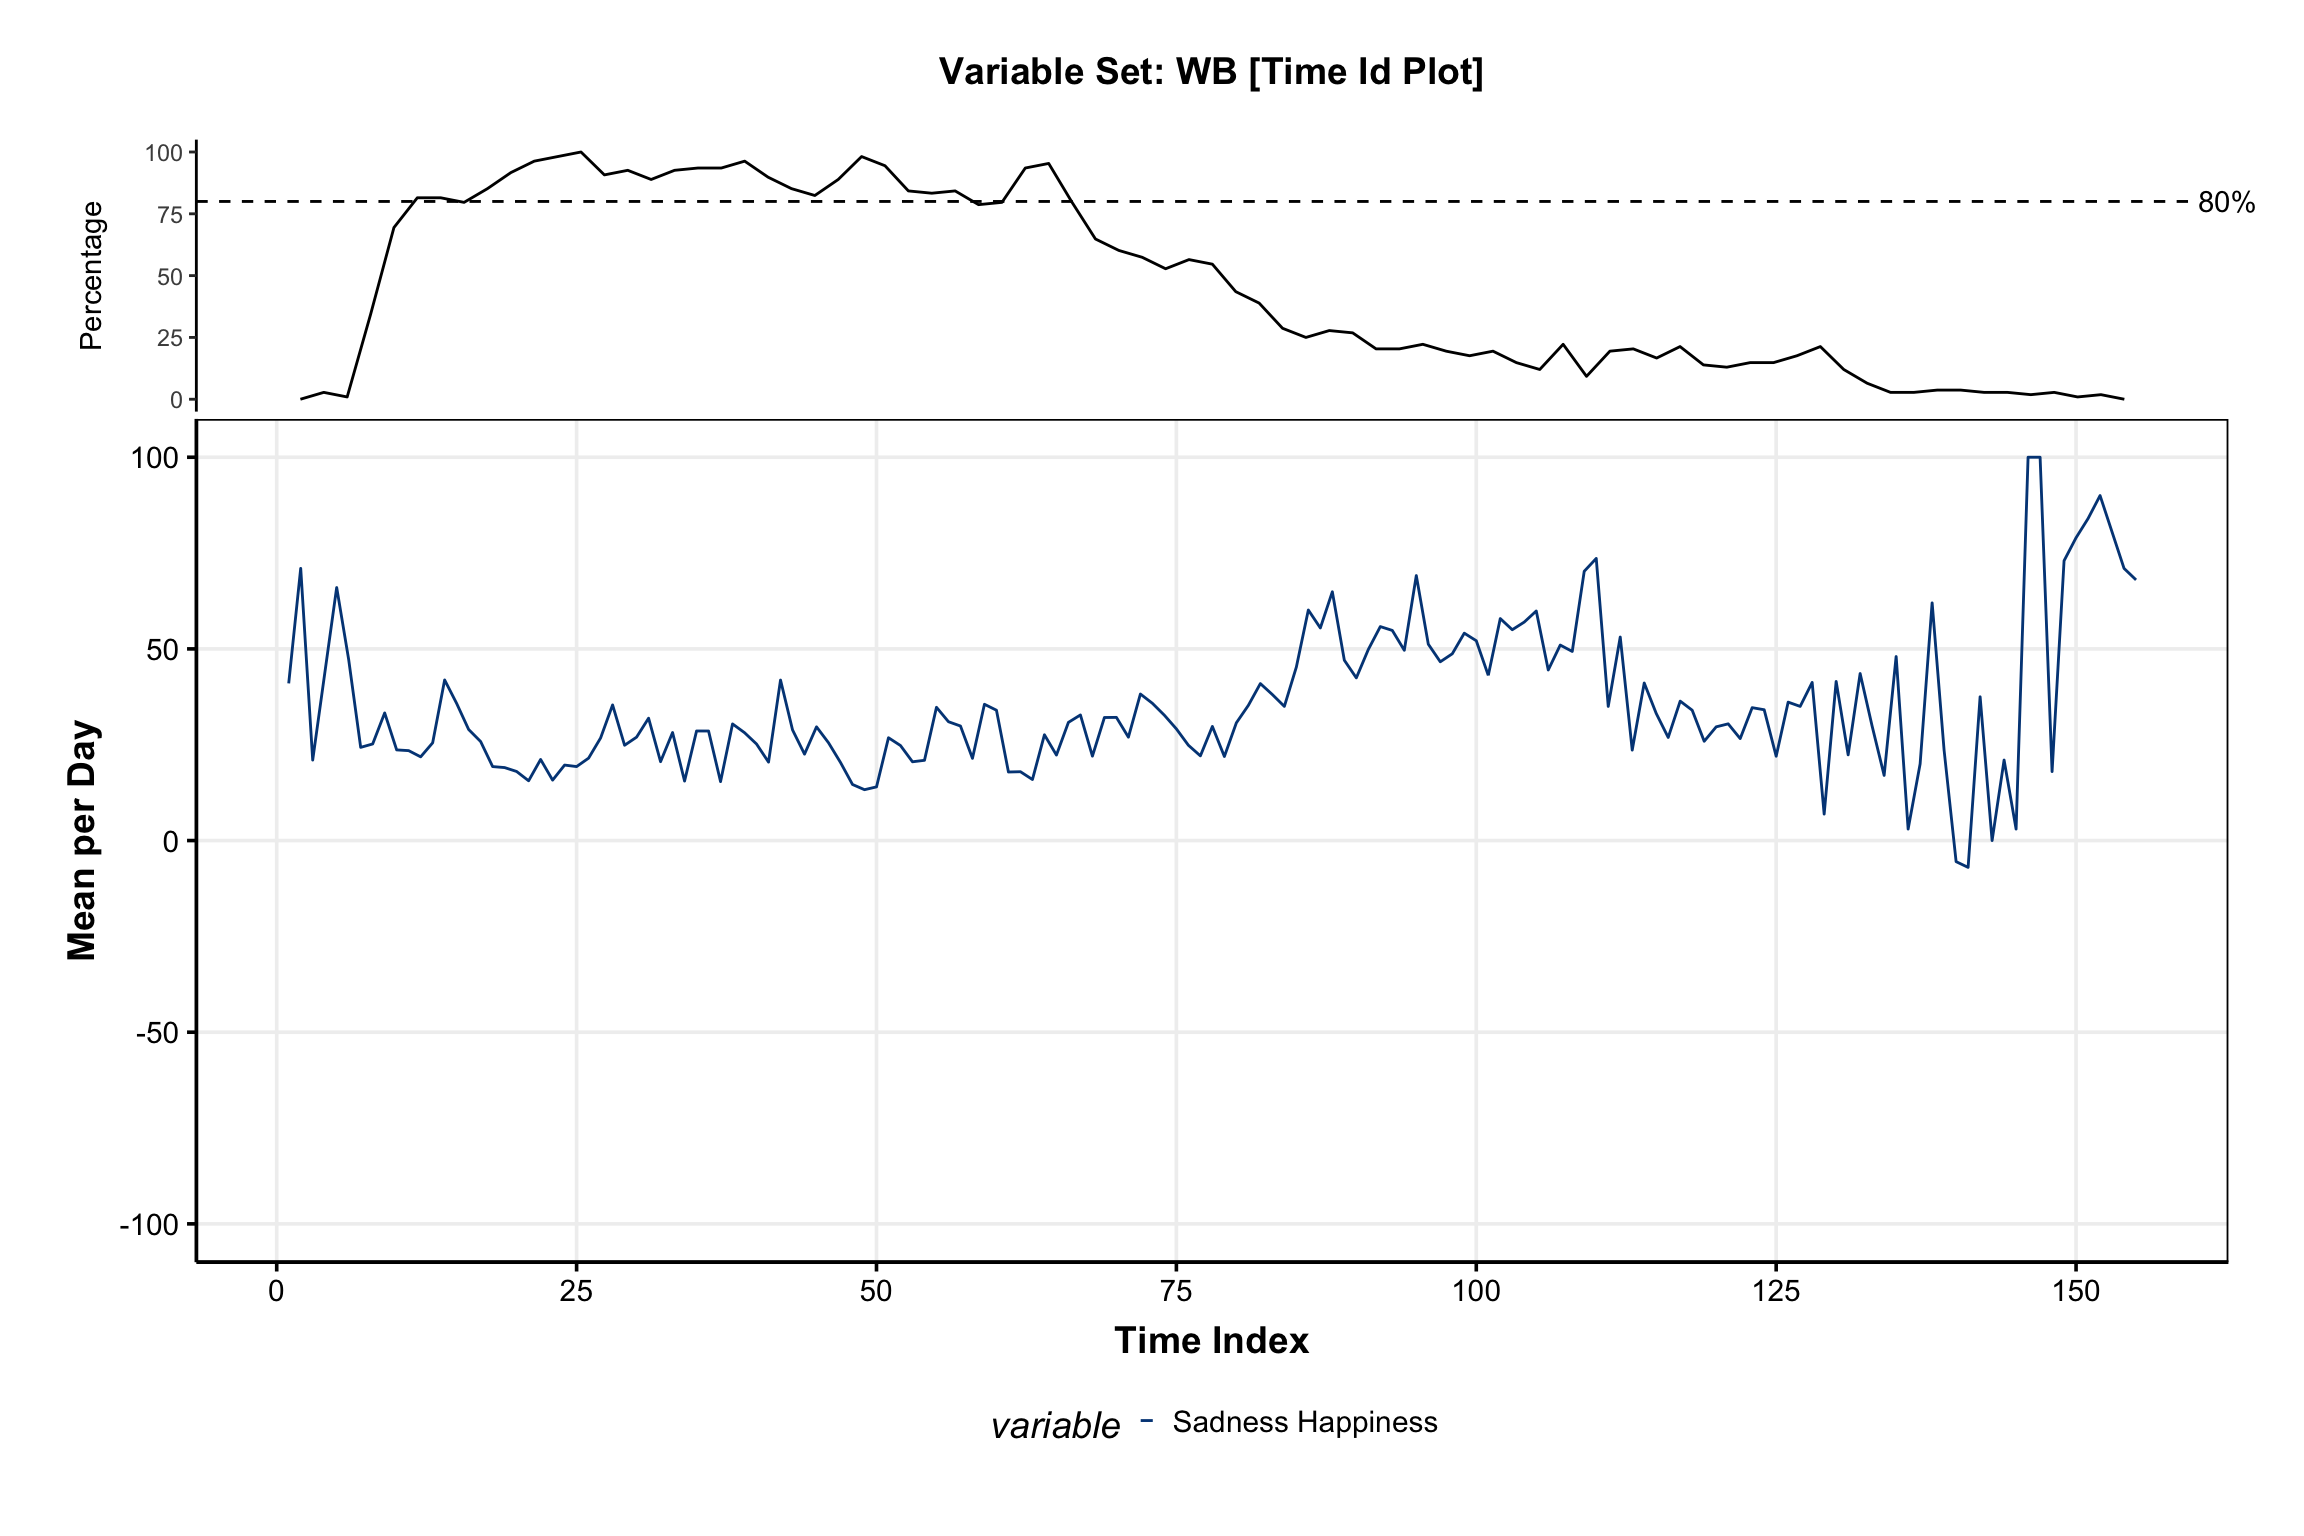 Variable Set: WB [Time Id Plot]
Percentage
100
75
50
25
0
80%
Mean per Day
100
50
0
-50
-100
0 25 50 75 100 125 150
Time Index
variable Sadness Happiness